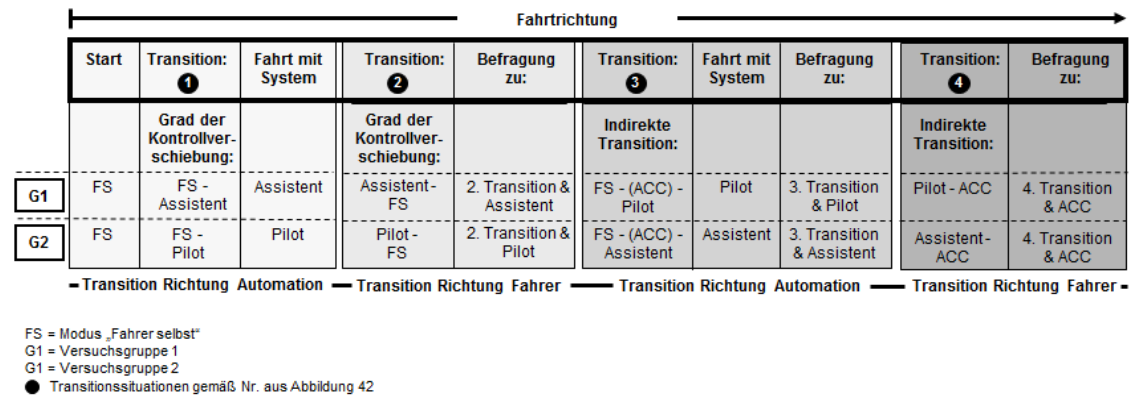 Fahrtrichtung
Start Transition: Fahrt mit Transition: Befragung Transition: Fahrt mit Befragung Transition: Befragung
1 System 2 zu: 3 System zu: 4 zu:
Grad der Grad der Indirekte Indirekte
Kontrollver- Kontrollver- Transition: Transition:
schiebung: schiebung:
G1 FS FS - Assistent Assistent- 2. Transition & FS - (ACC) - Pilot 3. Transition Pilot - ACC 4. Transition
Assistent FS Assistent Pilot & Pilot & ACC
G2 FS FS - Pilot Pilot - 2. Transition & FS - (ACC) - Assistent 3. Transition Assistent- 4. Transition
Pilot FS Pilot Assistent & Assistent ACC & ACC
Transition Richtung Automation Transition Richtung Fahrer Transition Richtung Automation Transition Richtung Fahrer
FS = Modus „Fahrer selbst“
G1 = Versuchsgruppe 1
G1 = Versuchsgruppe 2
Transitionssituationen gemäß Nr. aus Abbildung 42